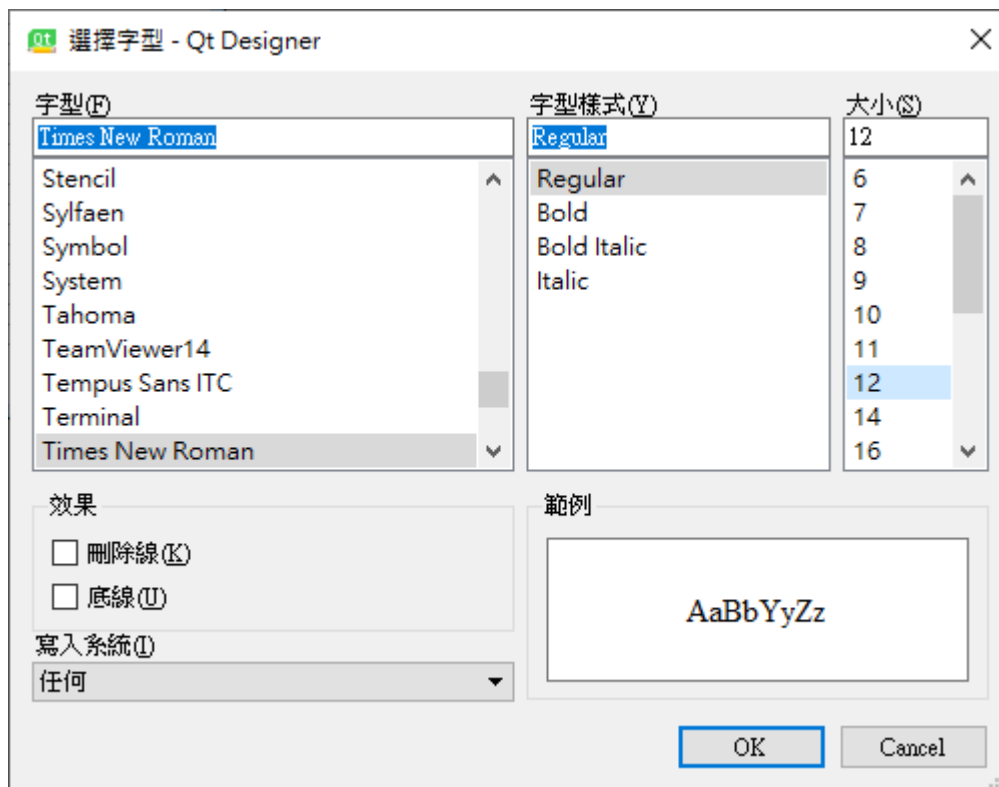 Qt 選擇字型 - Qt Designer
字型(F)
Times New Roman
Stencil
Sylfaen
Symbol
System
Tahoma
TeamViewer14
Tempus Sans ITC
Terminal
Times New Roman
字型樣式(Y)
Regular
Regular
Bold
Bold Italic
Italic
大小(S)
12
6
7
8
9
10
11
12
14
16
效果
刪除線(K)
底線(U)
寫入系統(I)
任何
範例
AaBbYyZz
OK
Cancel